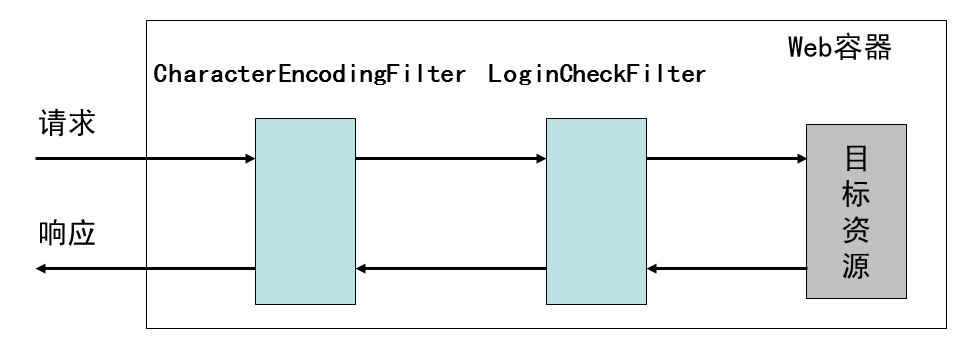 Web容器
CharacterEncodingFilter LoginCheckFilter
请求
目标资源
响应